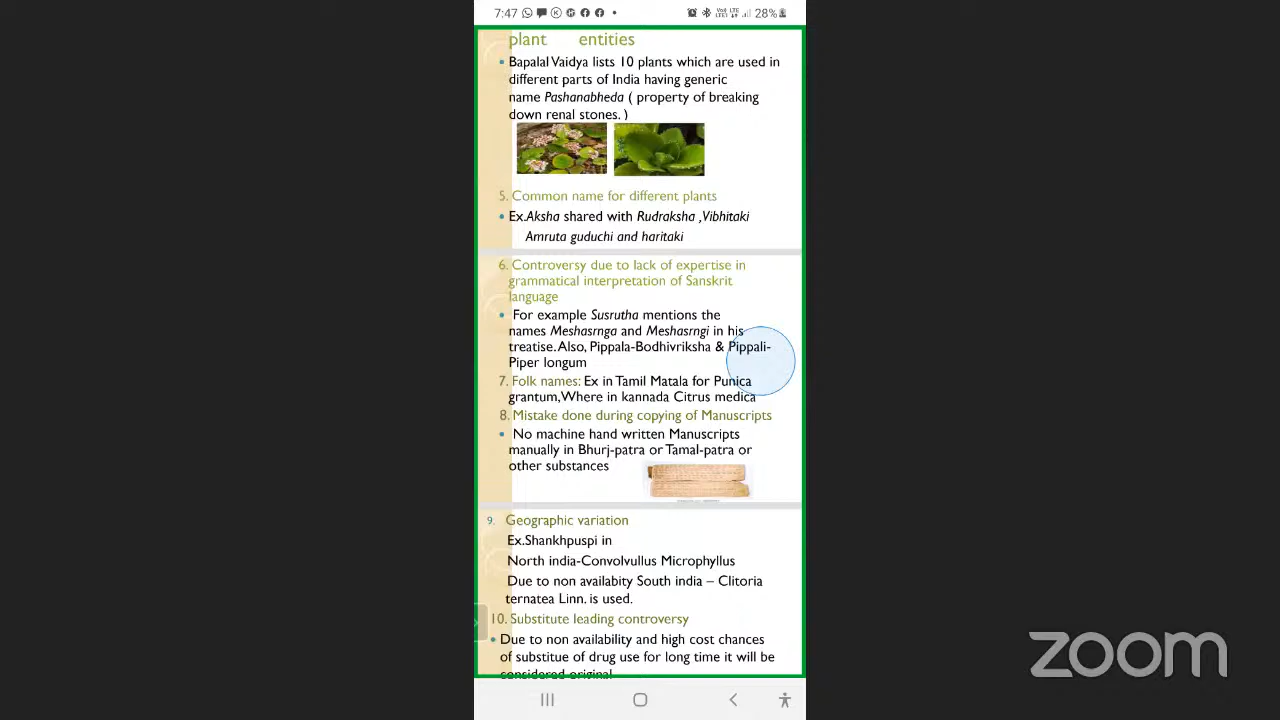 7:47
28%
plant entities
• Bapalal Vaidya lists 10 plants which are used in
different parts of India having generic
name Pashanabheda ( property of breaking
down renal stones. )
5. Common name for different plants
• Ex.Aksha shared with Rudraksha ,Vibhitaki
Amruta guduchi and haritaki
6. Controversy due to lack of expertise in
grammatical interpretation of Sanskrit
language
• For example Susrutha mentions the
names Meshasrnga and Meshasrngi in his
treatise. Also, Pippala-Bodhivriksha & Pippali-
Piper longum
7. Folk names: Ex in Tamil Matala for Punica
grantum, Where in kannada Citrus medica
8. Mistake done during copying of Manuscripts
• No machine hand written Manuscripts
manually in Bhurj-patra or Tamal-patra or
other substances
9. Geographic variation
Ex.Shankhpuspi in
North india-Convolvullus Microphyllus
Due to non availabity South india – Clitoria
ternatea Linn. is used.
10. Substitute leading controversy
• Due to non availability and high cost chances
of substitue of drug use for long time it will be
considered original
zoom